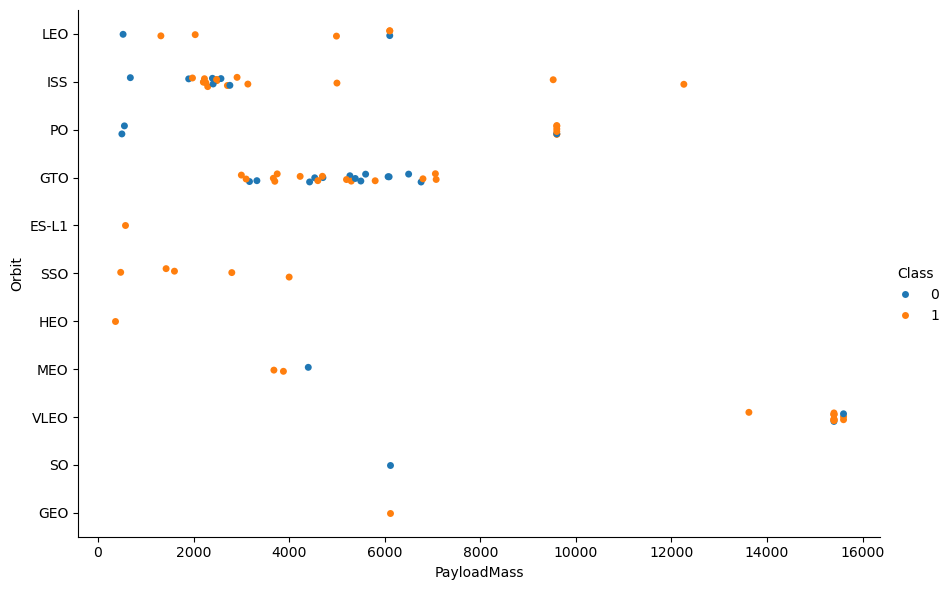 Orbit
LEO
ISS
PO
GTO
ES-L1
SSO
HEO
MEO
VLEO
SO
GEO
0 2000 4000 6000 8000 10000 12000 14000 16000
PayloadMass
Class
0
1